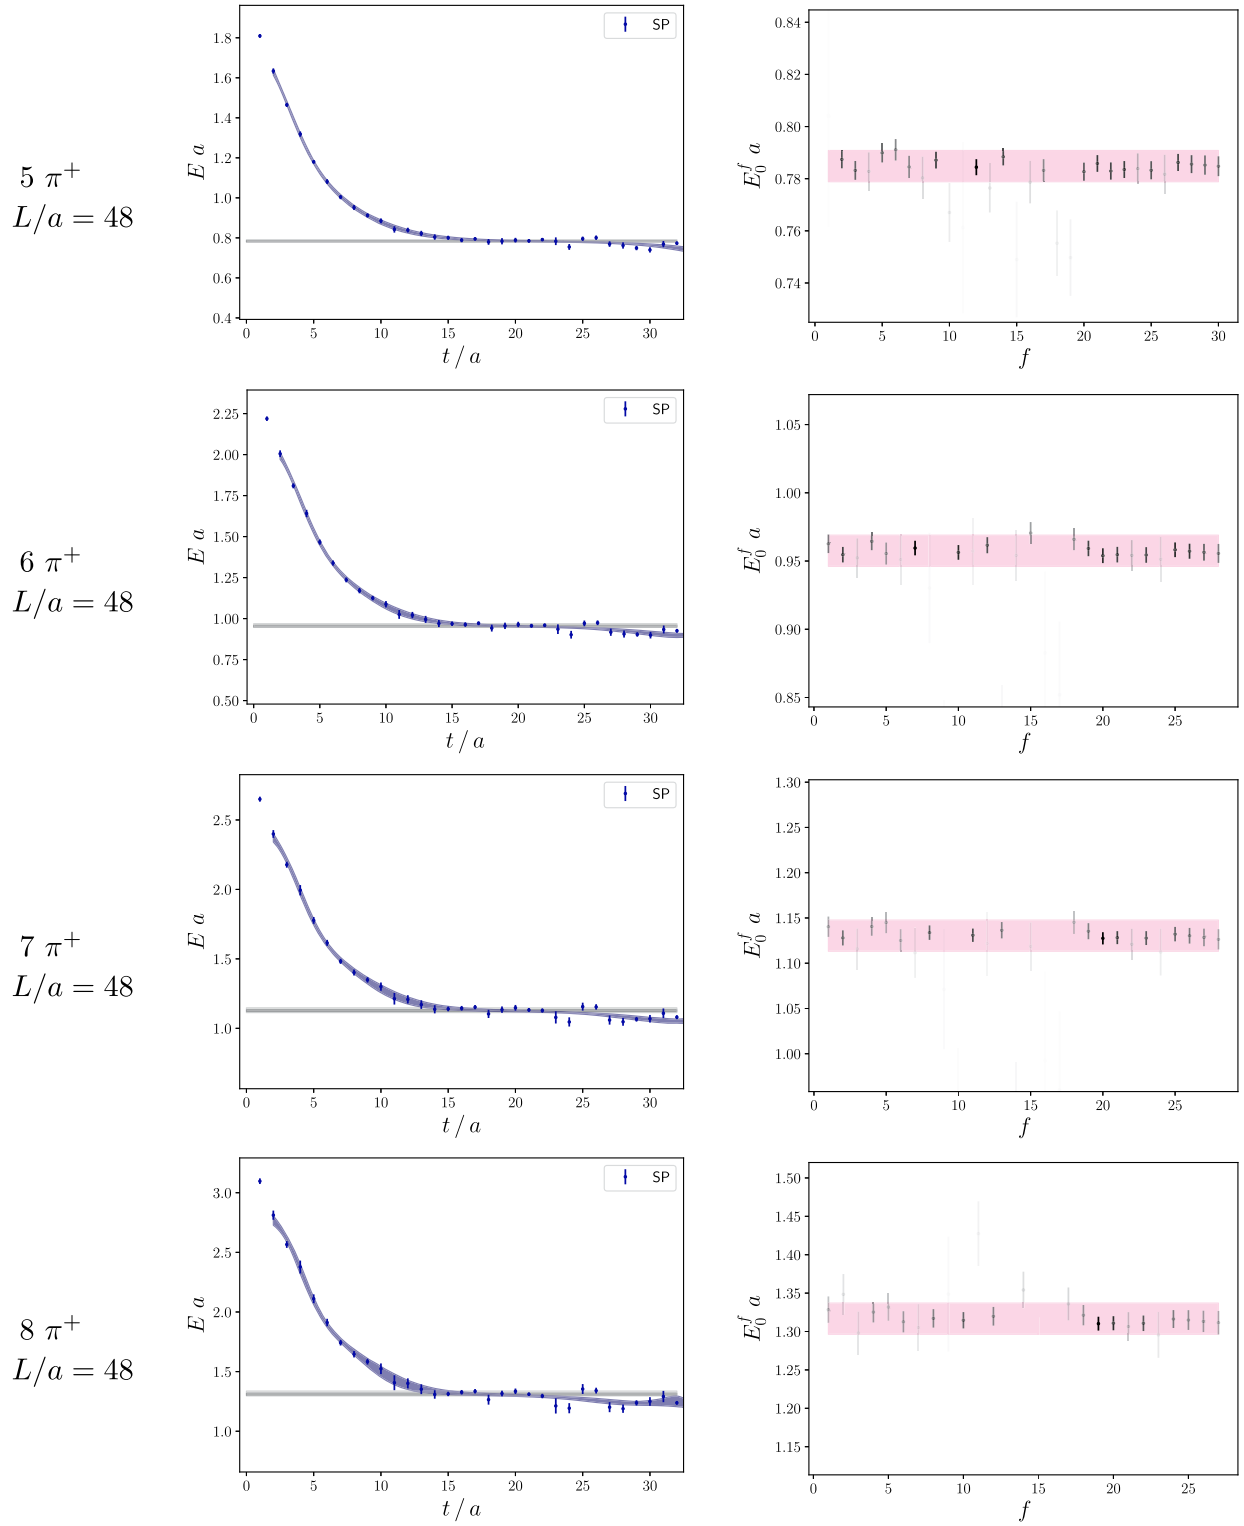 5 π⁺
L/a = 48
1.8
1.6
1.4
1.2
1.0
0.8
0.6
0.4
E a
0 5 10 15 20 25 30
t / a
SP
0.84
0.82
0.80
0.78
0.76
0.74
E₀ᶠ a
0 5 10 15 20 25 30
f
6 π⁺
L/a = 48
2.25
2.00
1.75
1.50
1.25
1.00
0.75
0.50
E a
0 5 10 15 20 25 30
t / a
SP
1.05
1.00
0.95
0.90
0.85
E₀ᶠ a
0 5 10 15 20 25
f
7 π⁺
L/a = 48
2.5
2.0
1.5
1.0
E a
0 5 10 15 20 25 30
t / a
SP
1.30
1.25
1.20
1.15
1.10
1.05
1.00
E₀ᶠ a
0 5 10 15 20 25
f
8 π⁺
L/a = 48
3.0
2.5
2.0
1.5
1.0
E a
0 5 10 15 20 25 30
t / a
SP
1.50
1.45
1.40
1.35
1.30
1.25
1.20
1.15
E₀ᶠ a
0 5 10 15 20 25
f